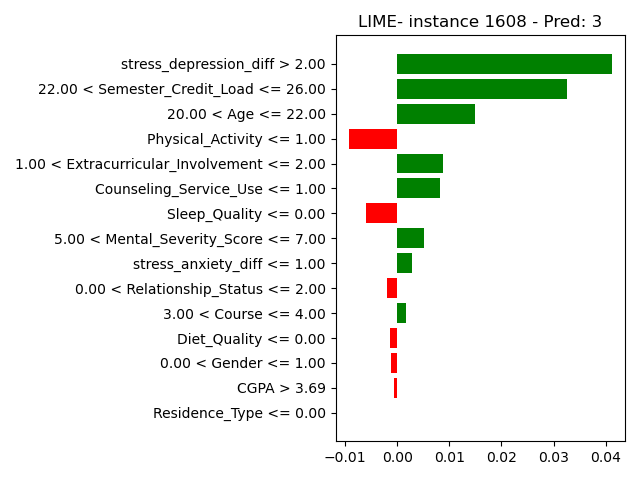 LIME- instance 1608 - Pred: 3
stress_depression_diff > 2.00
22.00 < Semester_Credit_Load <= 26.00
20.00 < Age <= 22.00
Physical_Activity <= 1.00
1.00 < Extracurricular_Involvement <= 2.00
Counseling_Service_Use <= 1.00
Sleep_Quality <= 0.00
5.00 < Mental_Severity_Score <= 7.00
stress_anxiety_diff <= 1.00
0.00 < Relationship_Status <= 2.00
3.00 < Course <= 4.00
Diet_Quality <= 0.00
0.00 < Gender <= 1.00
CGPA > 3.69
Residence_Type <= 0.00
−0.01 0.00 0.01 0.02 0.03 0.04